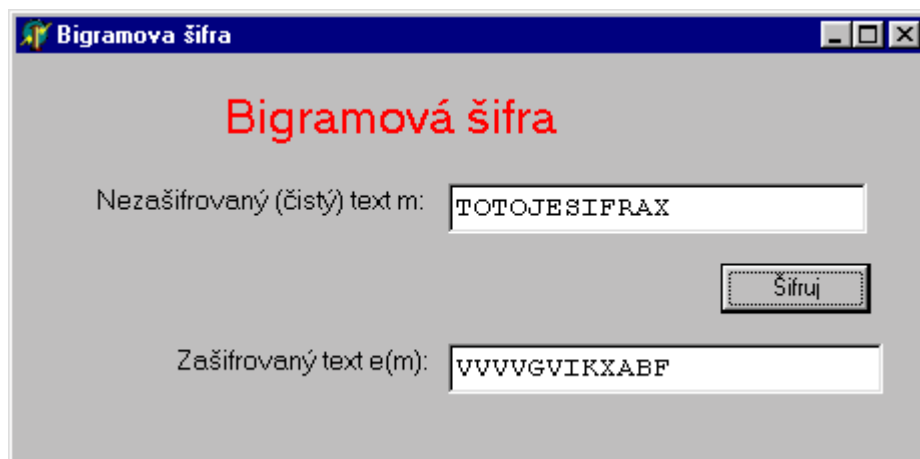 Bigramova šifra
Bigramová šifra
Nezašifrovaný (čistý) text m: TOTOJESIFRAX
Šifruj
Zašifrovaný text e(m): VVVVGVIKXABF